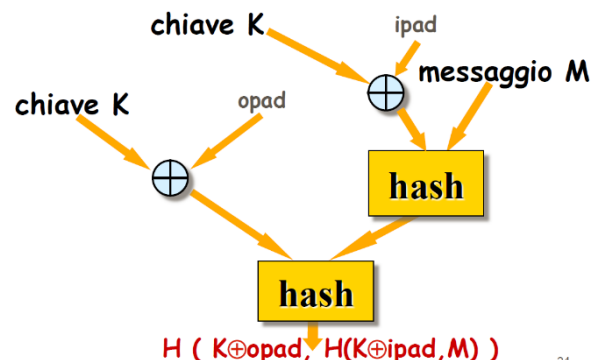 chiave K
ipad
messaggio M
chiave K
opad
hash
hash
H ( K⊕opad, H(K⊕ipad,M) )